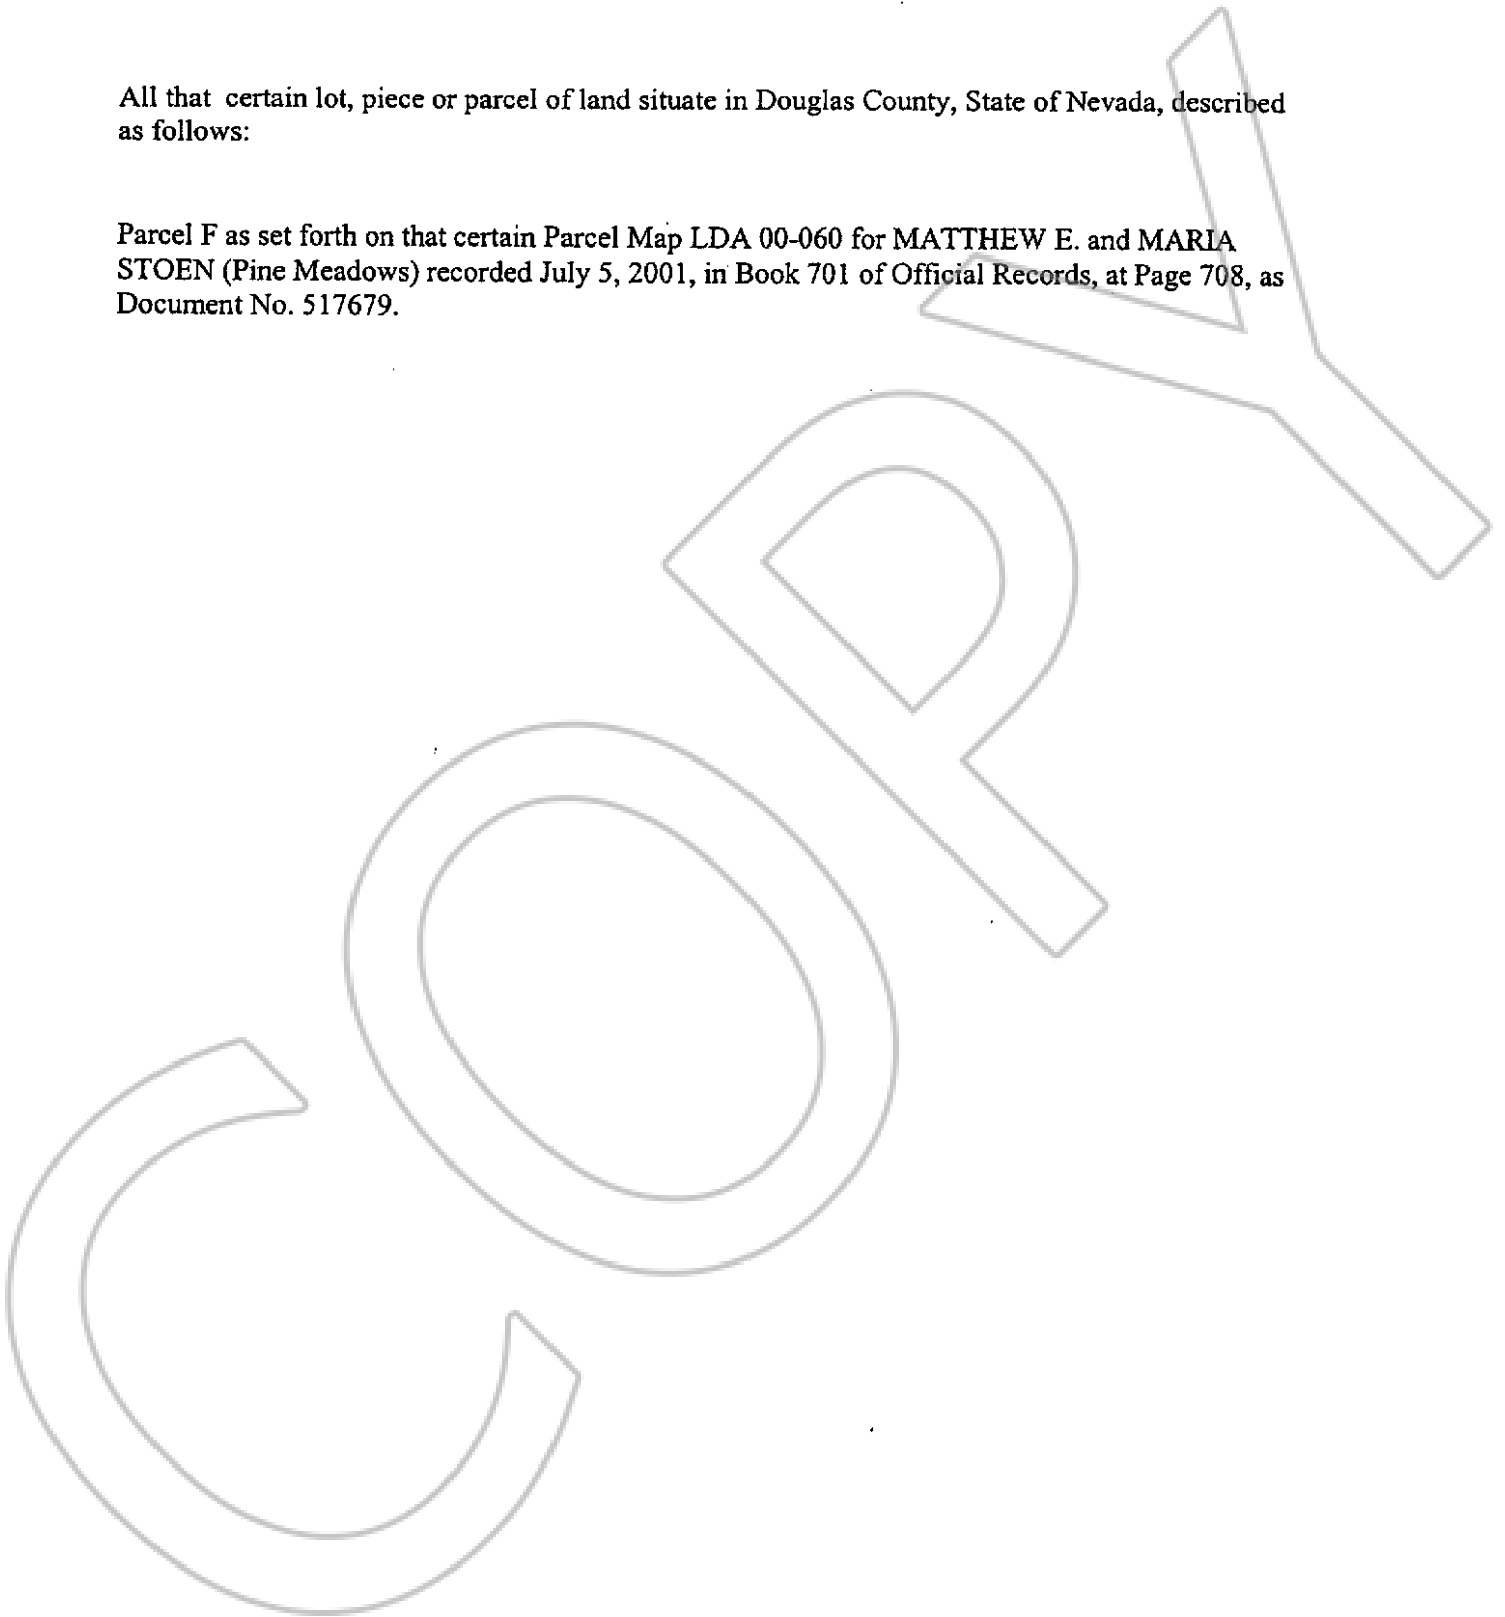 All that certain lot, piece or parcel of land situate in Douglas County, State of Nevada, described
as follows:
Parcel F as set forth on that certain Parcel Map LDA 00-060 for MATTHEW E. and MARIA
STOEN (Pine Meadows) recorded July 5, 2001, in Book 701 of Official Records, at Page 708, as
Document No. 517679.
COPY